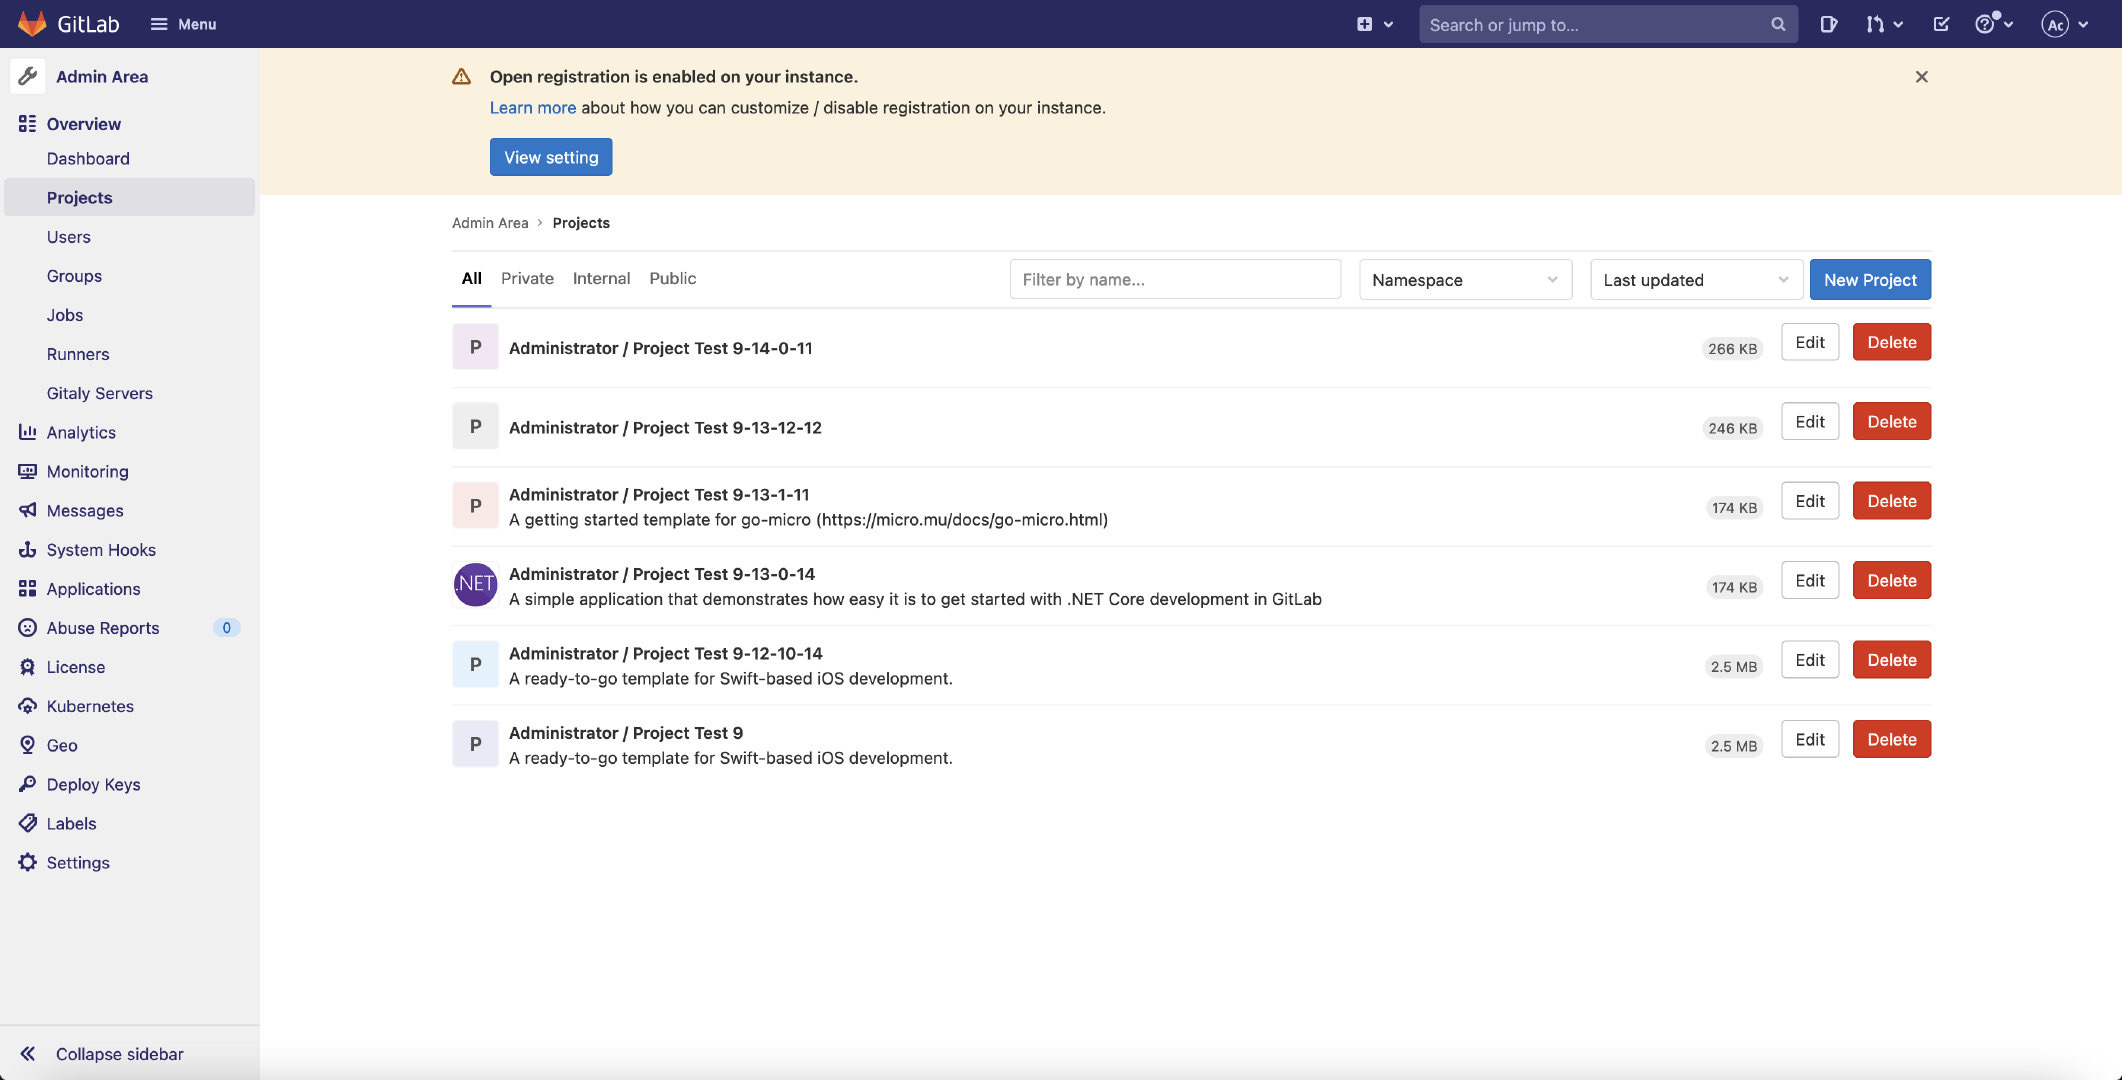 GitLab
Menu
Search or jump to...
Ac
Admin Area
Overview
Dashboard
Projects
Users
Groups
Jobs
Runners
Gitaly Servers
Analytics
Monitoring
Messages
System Hooks
Applications
Abuse Reports 0
License
Kubernetes
Geo
Deploy Keys
Labels
Settings
Collapse sidebar
Open registration is enabled on your instance.
Learn more about how you can customize / disable registration on your instance.
View setting
Admin Area › Projects
All Private Internal Public
Filter by name...
Namespace
Last updated
New Project
P
Administrator / Project Test 9-14-0-11
266 KB
Edit
Delete
P
Administrator / Project Test 9-13-12-12
246 KB
Edit
Delete
P
Administrator / Project Test 9-13-1-11
A getting started template for go-micro (https://micro.mu/docs/go-micro.html)
174 KB
Edit
Delete
.NET
Administrator / Project Test 9-13-0-14
A simple application that demonstrates how easy it is to get started with .NET Core development in GitLab
174 KB
Edit
Delete
P
Administrator / Project Test 9-12-10-14
A ready-to-go template for Swift-based iOS development.
2.5 MB
Edit
Delete
P
Administrator / Project Test 9
A ready-to-go template for Swift-based iOS development.
2.5 MB
Edit
Delete